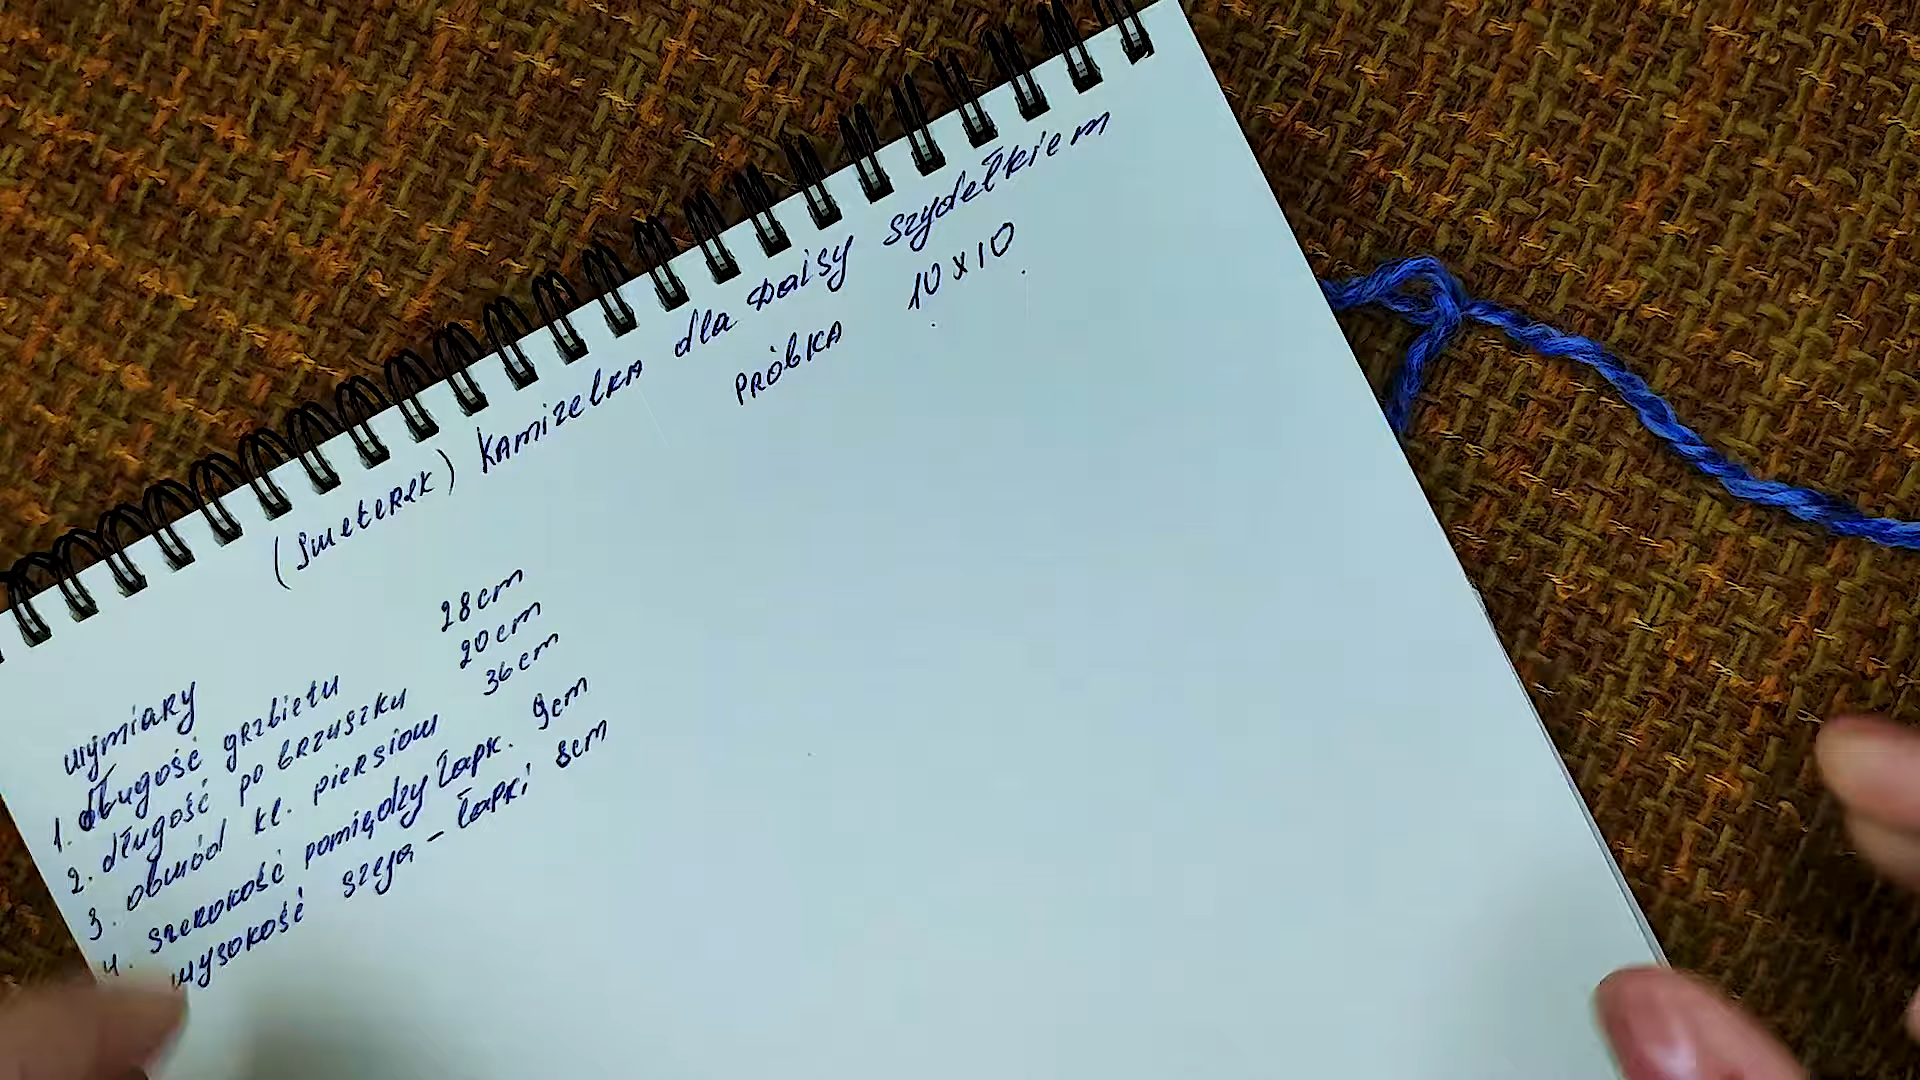 (Sweterek) Kamizelka dla Daisy szydełkiem
PRÓBKA 10 x 10
wymiary
1. długość grzbietu 28cm
2. długość po brzuszku 20cm
3. obwód kl. piersiow 36cm
4. szerokość pomiędzy łapk. 9cm
wysokość szyja - łapki 8cm